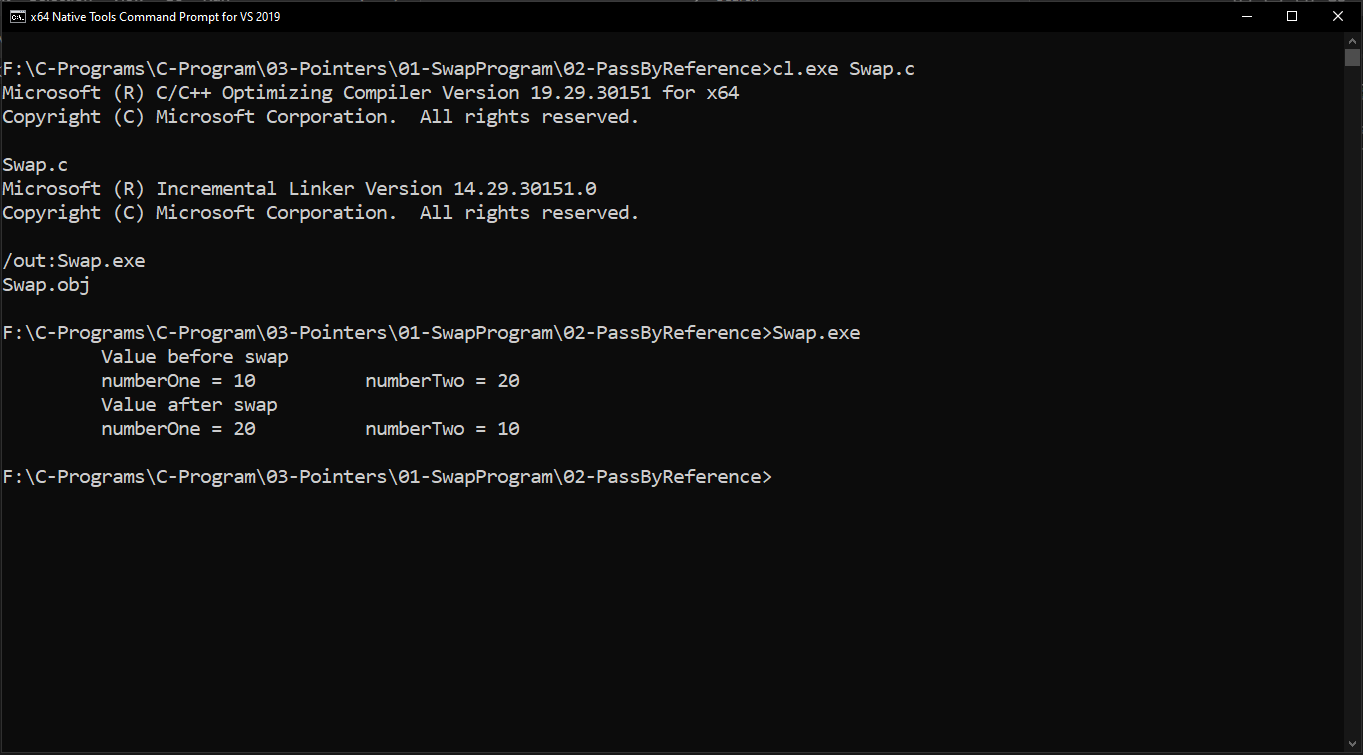 x64 Native Tools Command Prompt for VS 2019
F:\C-Programs\C-Program\03-Pointers\01-SwapProgram\02-PassByReference>cl.exe Swap.c
Microsoft (R) C/C++ Optimizing Compiler Version 19.29.30151 for x64
Copyright (C) Microsoft Corporation.  All rights reserved.
Swap.c
Microsoft (R) Incremental Linker Version 14.29.30151.0
Copyright (C) Microsoft Corporation.  All rights reserved.
/out:Swap.exe
Swap.obj
F:\C-Programs\C-Program\03-Pointers\01-SwapProgram\02-PassByReference>Swap.exe
Value before swap
numberOne = 10          numberTwo = 20
Value after swap
numberOne = 20          numberTwo = 10
F:\C-Programs\C-Program\03-Pointers\01-SwapProgram\02-PassByReference>